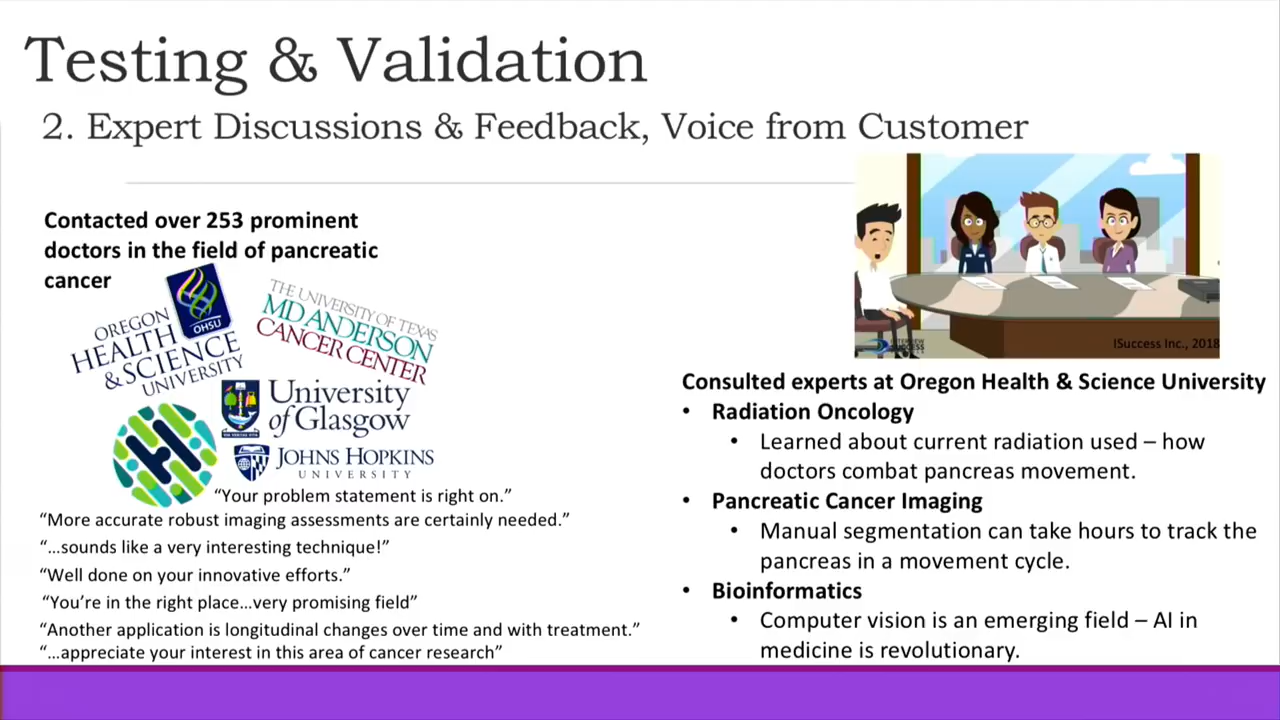 Testing & Validation
2. Expert Discussions & Feedback, Voice from Customer
Contacted over 253 prominent
doctors in the field of pancreatic
cancer
OHSU
OREGON
HEALTH
& SCIENCE
UNIVERSITY
THE UNIVERSITY OF TEXAS
MD ANDERSON
CANCER CENTER
University
of Glasgow
JOHNS HOPKINS
UNIVERSITY
“Your problem statement is right on.”
“More accurate robust imaging assessments are certainly needed.”
“…sounds like a very interesting technique!”
“Well done on your innovative efforts.”
“You’re in the right place…very promising field”
“Another application is longitudinal changes over time and with treatment.”
“…appreciate your interest in this area of cancer research”
ISuccess Inc., 2018
Consulted experts at Oregon Health & Science University
• Radiation Oncology
• Learned about current radiation used – how
doctors combat pancreas movement.
• Pancreatic Cancer Imaging
• Manual segmentation can take hours to track the
pancreas in a movement cycle.
• Bioinformatics
• Computer vision is an emerging field – AI in
medicine is revolutionary.